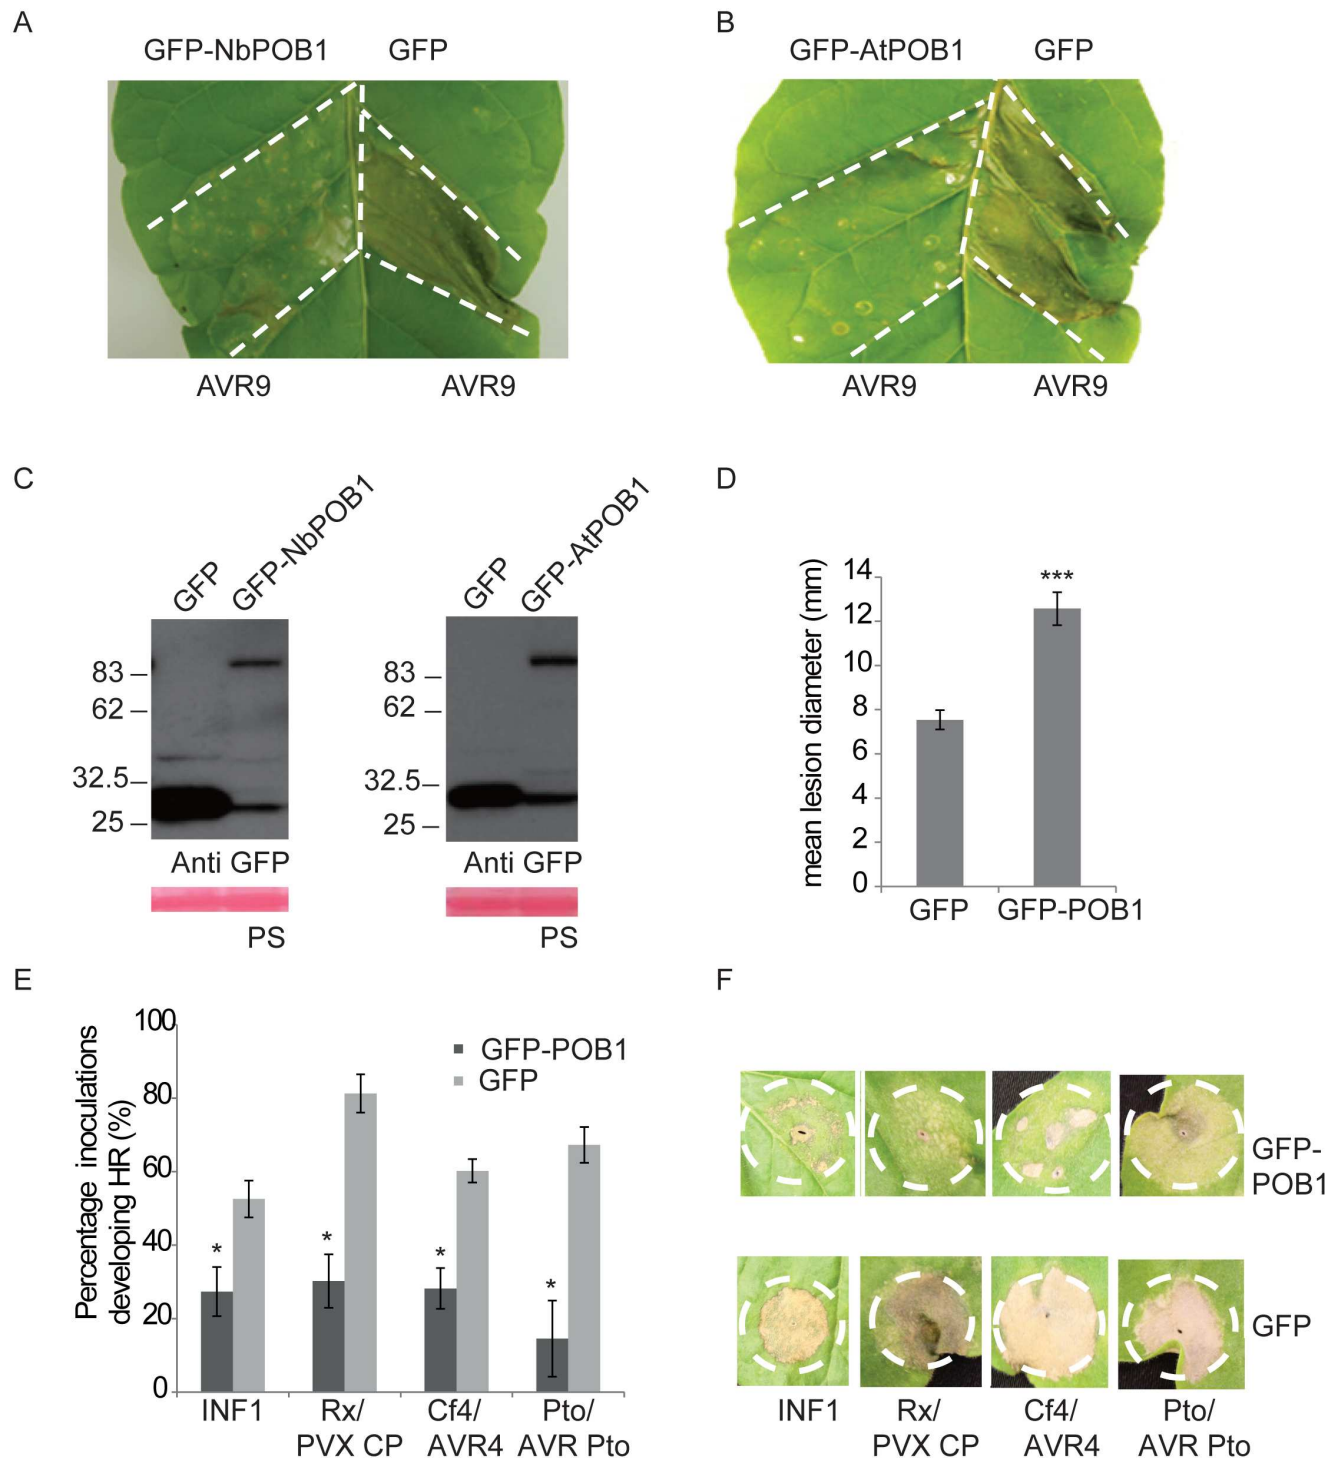 A
GFP-NbPOB1 GFP
AVR9 AVR9
B
GFP-AtPOB1 GFP
AVR9 AVR9
C
GFP
GFP-NbPOB1
83
62
32.5
25
Anti GFP
PS
GFP
GFP-AtPOB1
83
62
32.5
25
Anti GFP
PS
D
mean lesion diameter (mm)
14
12
10
8
6
4
2
0
***
GFP GFP-POB1
E
Percentage inoculations
developing HR (%)
100
80
60
40
20
0
GFP-POB1
GFP
* * * *
INF1 Rx/ Cf4/ Pto/
PVX CP AVR4 AVR Pto
F
GFP-
POB1
GFP
INF1 Rx/ Cf4/ Pto/
PVX CP AVR4 AVR Pto